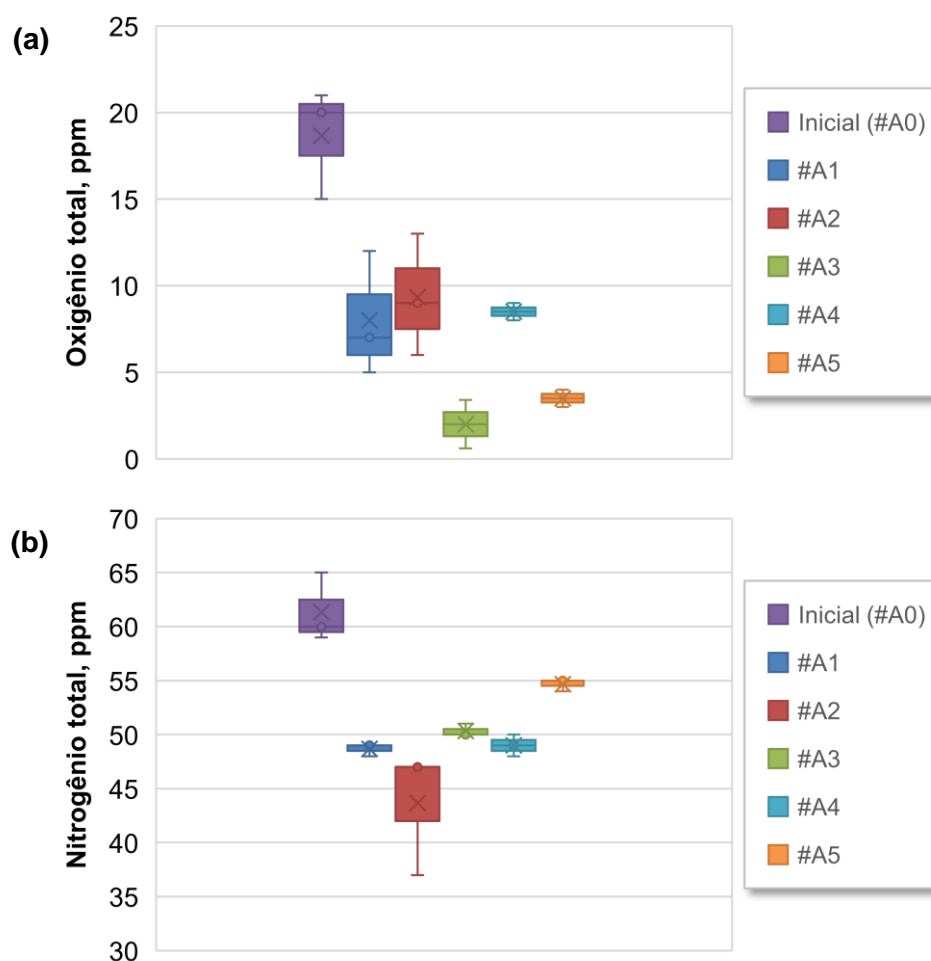 (a)
Oxigênio total, ppm
25
20
15
10
5
0
Inicial (#A0)
#A1
#A2
#A3
#A4
#A5
(b)
Nitrogênio total, ppm
70
65
60
55
50
45
40
35
30
Inicial (#A0)
#A1
#A2
#A3
#A4
#A5